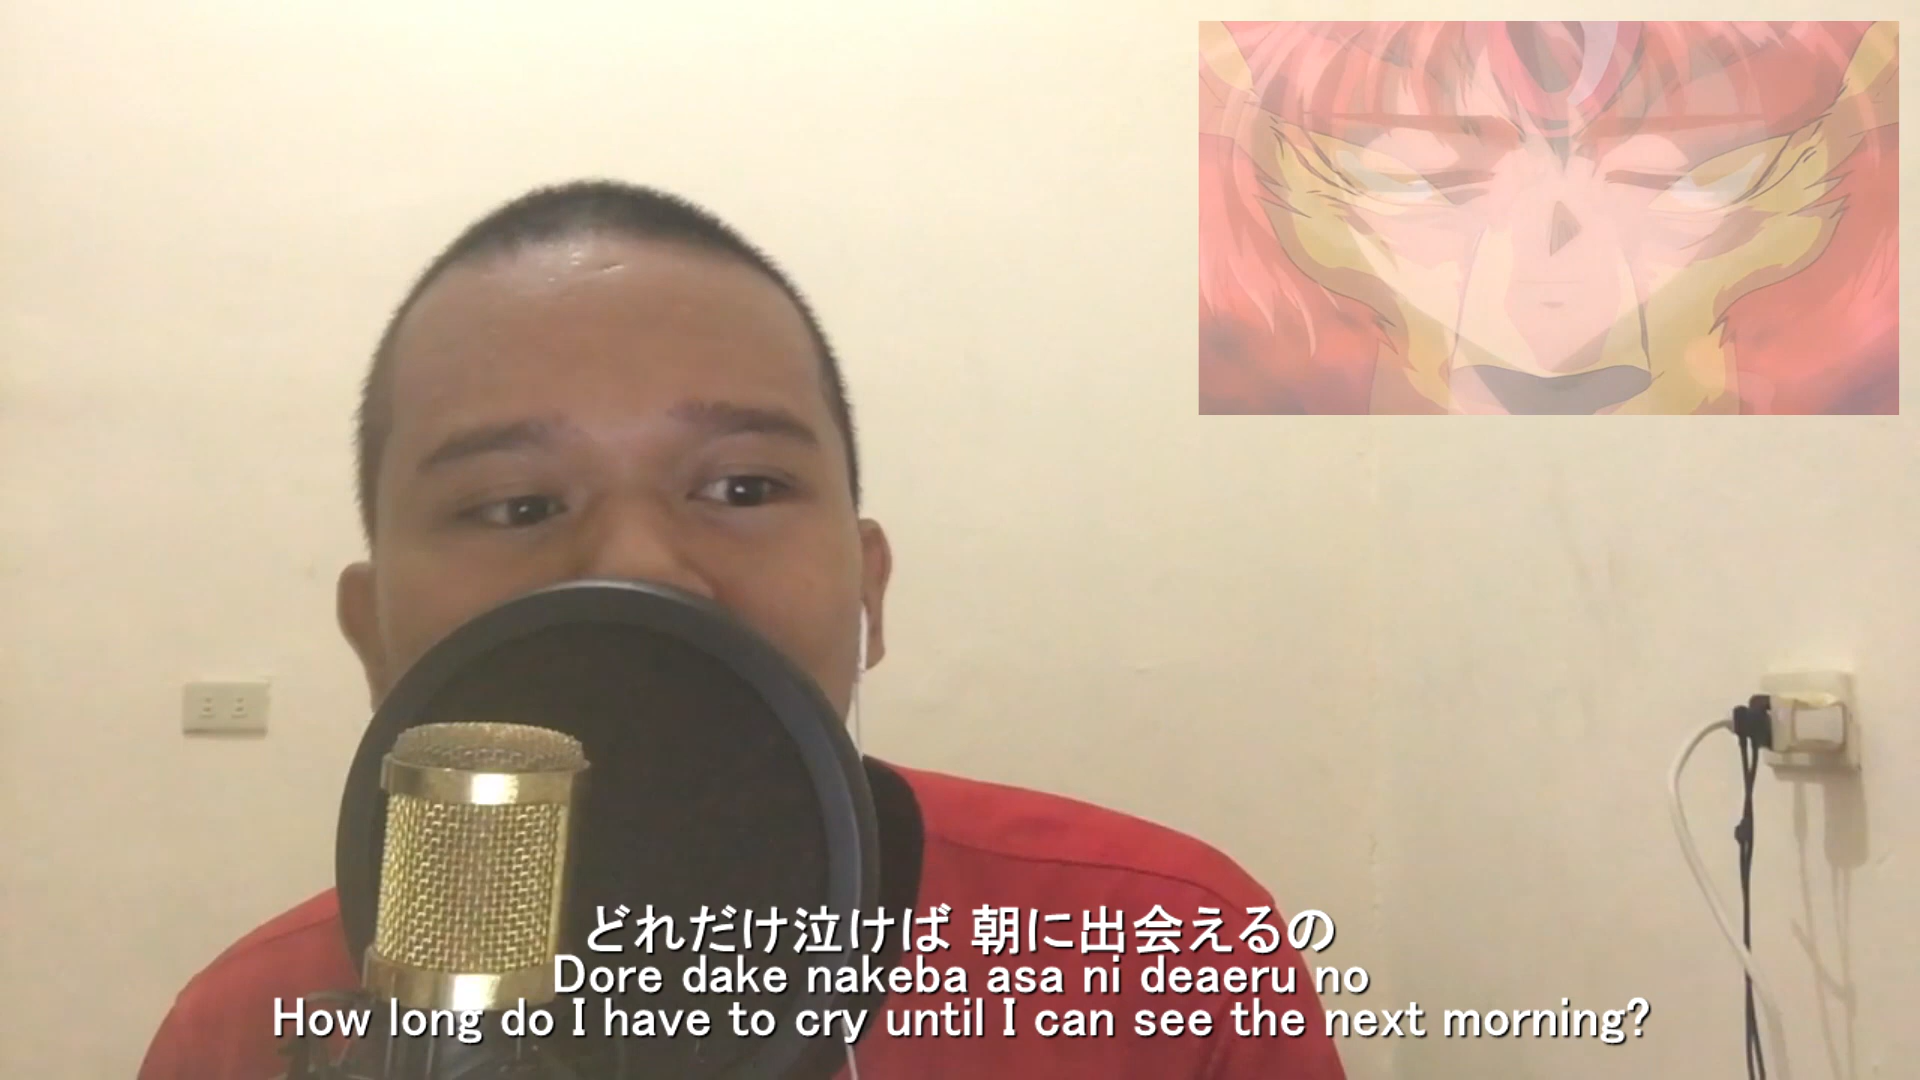 どれだけ泣けば 朝に出会えるの
Dore dake nakeba asa ni deaeru no
How long do I have to cry until I can see the next morning?